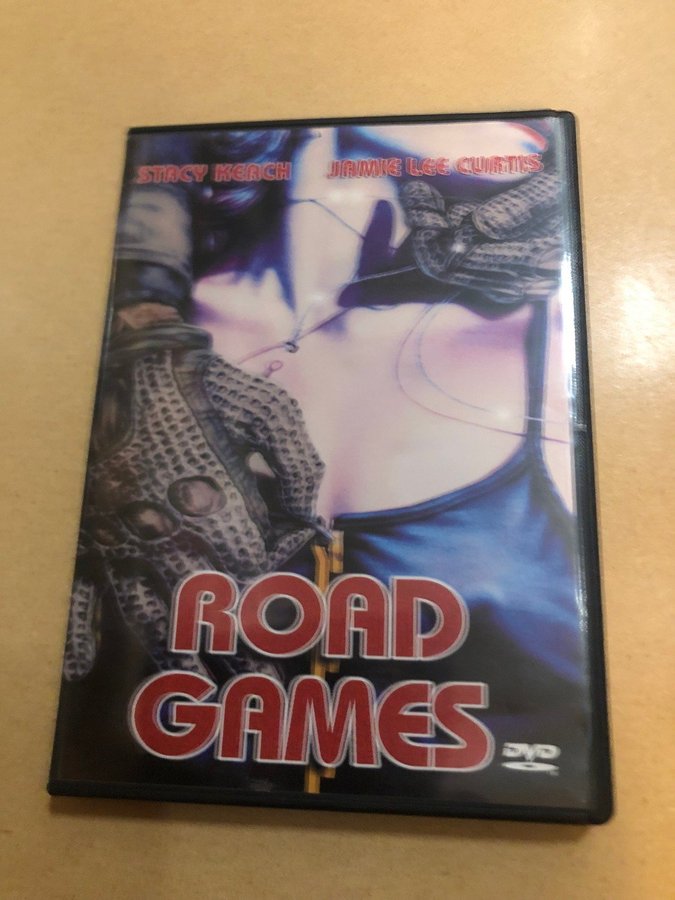 STACY KEACH JAMIE LEE CURTIS
ROAD
GAMES
DVD